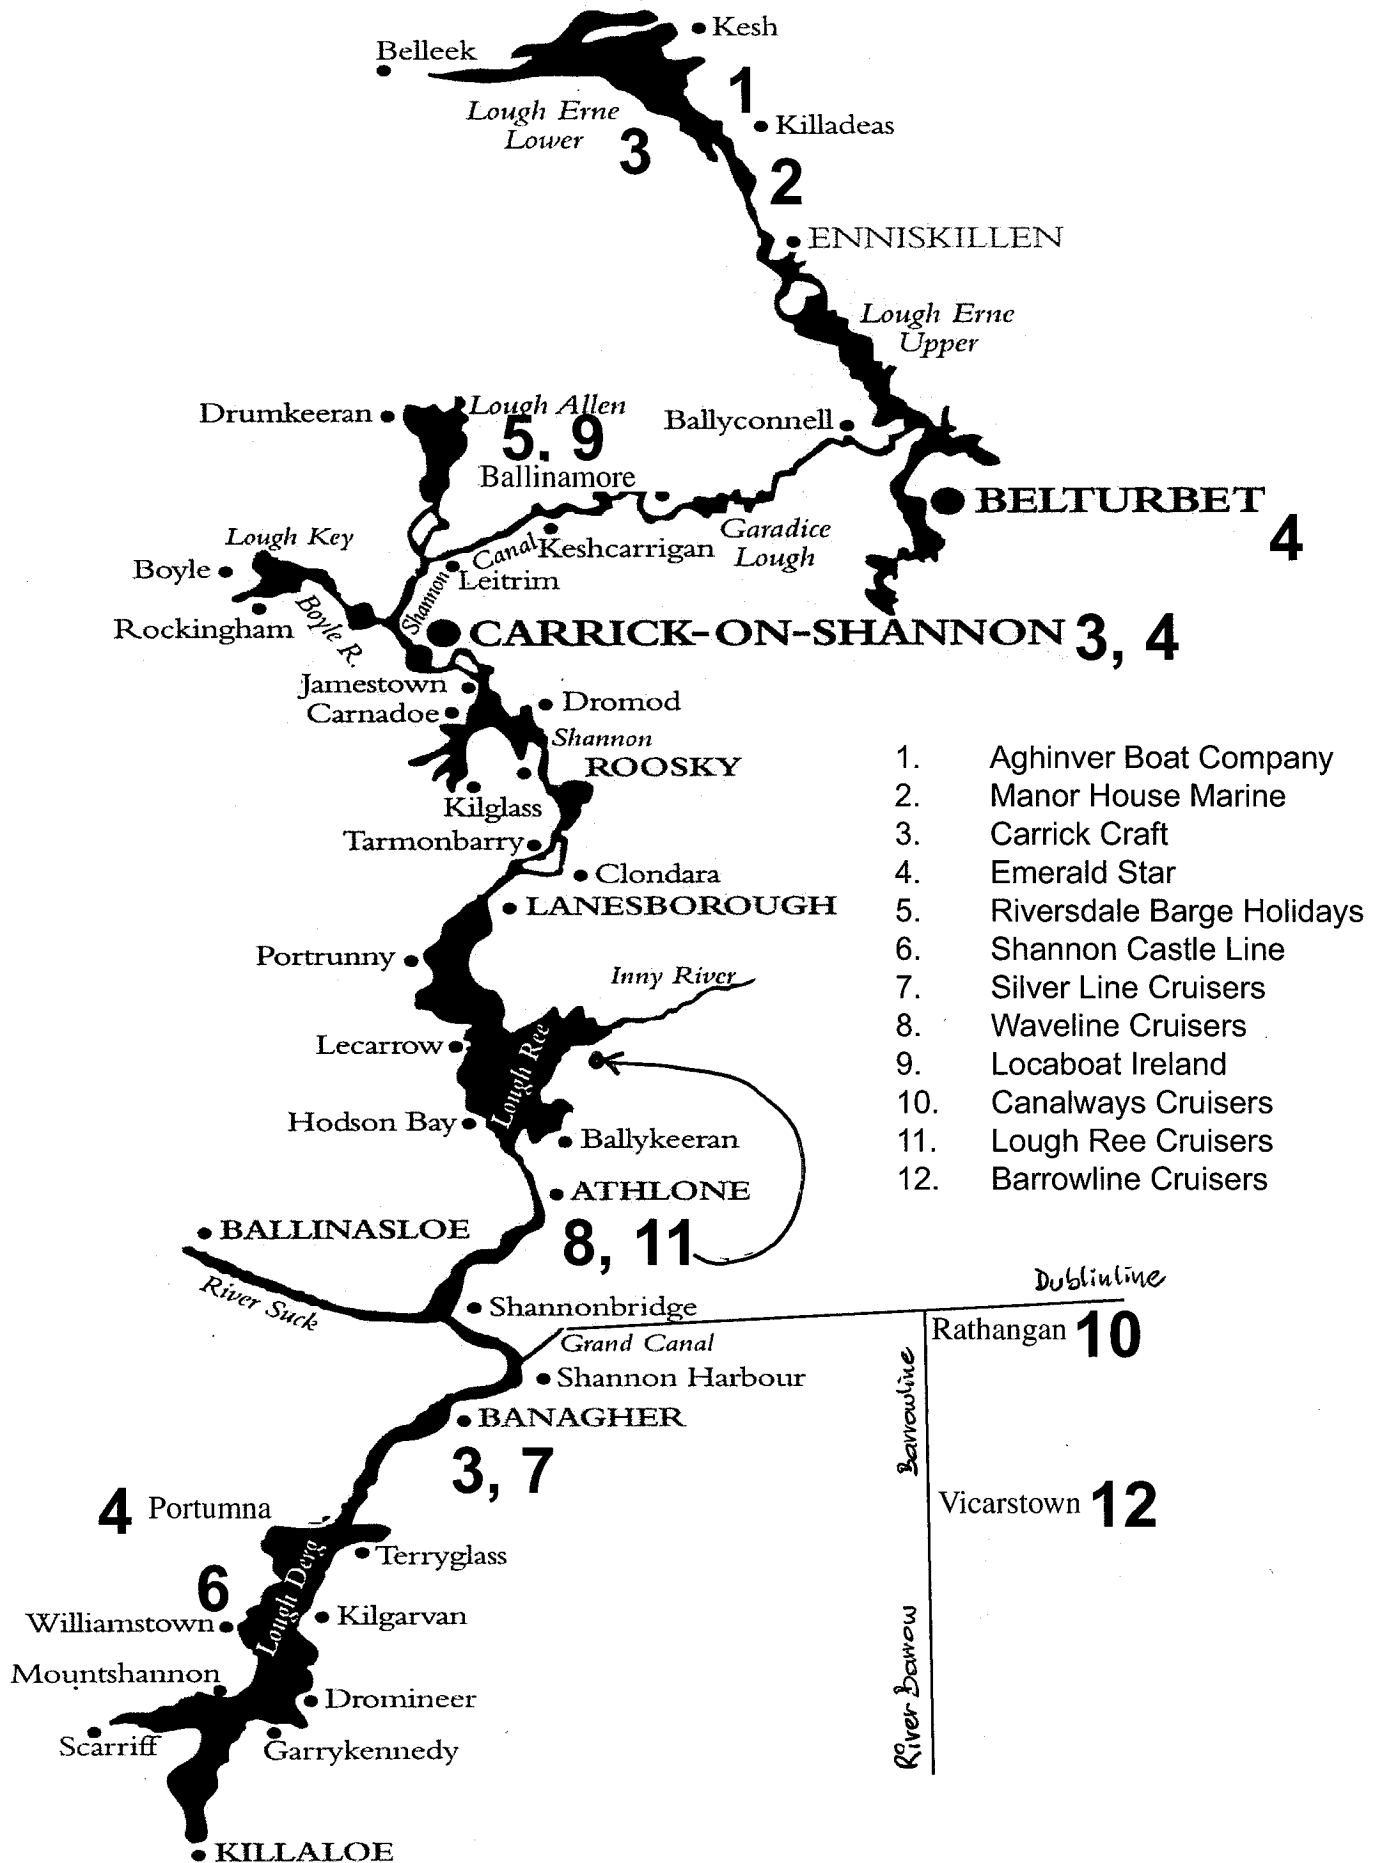 Kesh
Belleek
1
Lough Erne
Lower
Killadeas
3
2
ENNISKILLEN
Lough Erne
Upper
Drumkeeran
Lough Allen
Ballyconnell
5. 9
Ballinamore
BELTURBET
4
Lough Key
Canal
Keshcarrigan
Garadice
Lough
Boyle
Leitrim
Shannon
Rockingham
Boyle R.
CARRICK-ON-SHANNON 3, 4
Jamestown
Carnadoe
Dromod
Shannon
ROOSKY
Kilglass
Tarmonbarry
Clondara
LANESBOROUGH
Portrunny
Inny River
Lecarrow
Lough Ree
Hodson Bay
Ballykeeran
ATHLONE
8, 11
BALLINASLOE
River Suck
Shannonbridge
Grand Canal
Shannon Harbour
BANAGHER
3, 7
4 Portumna
Lough Derg
Terryglass
6
Williamstown
Kilgarvan
Mountshannon
Dromineer
Scarriff
Garrykennedy
KILLALOE
1. Aghinver Boat Company
2. Manor House Marine
3. Carrick Craft
4. Emerald Star
5. Riversdale Barge Holidays
6. Shannon Castle Line
7. Silver Line Cruisers
8. Waveline Cruisers
9. Locaboat Ireland
10. Canalways Cruisers
11. Lough Ree Cruisers
12. Barrowline Cruisers
Dublinline
Rathangan 10
Barrowline
Vicarstown 12
River Barrow